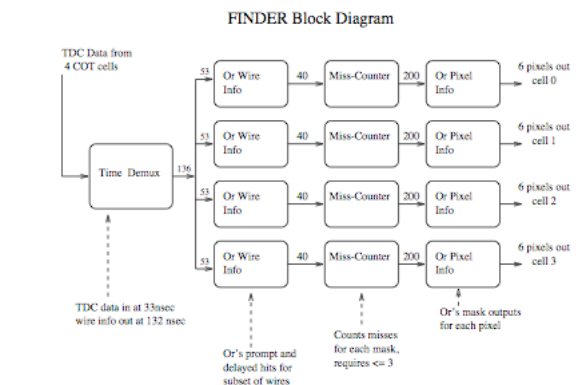 FINDER Block Diagram
TDC Data from
4 COT cells
53
Or Wire
Info
40
Miss-Counter
200
Or Pixel
Info
6 pixels out
cell 0
53
Or Wire
Info
40
Miss-Counter
200
Or Pixel
Info
6 pixels out
cell 1
Time Demux
136
53
Or Wire
Info
40
Miss-Counter
200
Or Pixel
Info
6 pixels out
cell 2
53
Or Wire
Info
40
Miss-Counter
200
Or Pixel
Info
6 pixels out
cell 3
TDC data in at 33nsec
wire info out at 132 nsec
Or's prompt and
delayed hits for
subset of wires
Counts misses
for each mask,
requires <= 3
Or's mask outputs
for each pixel